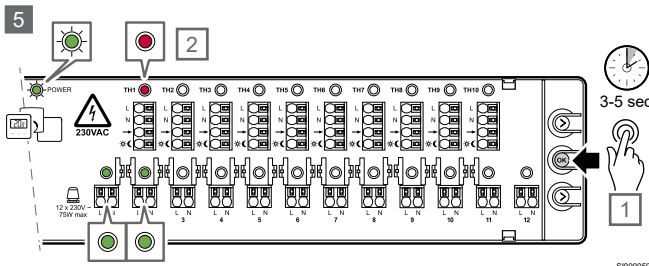 5
2
POWER
TH1 TH2 TH3 TH4 TH5 TH6 TH7 TH8 TH9 TH10
L
N
230VAC
3-5 sec
OK
1
12 x 230V ~
75W max
L N L N L N L N L N L N L N L N L N L N L N L N
3 4 5 6 7 8 9 10 11 12